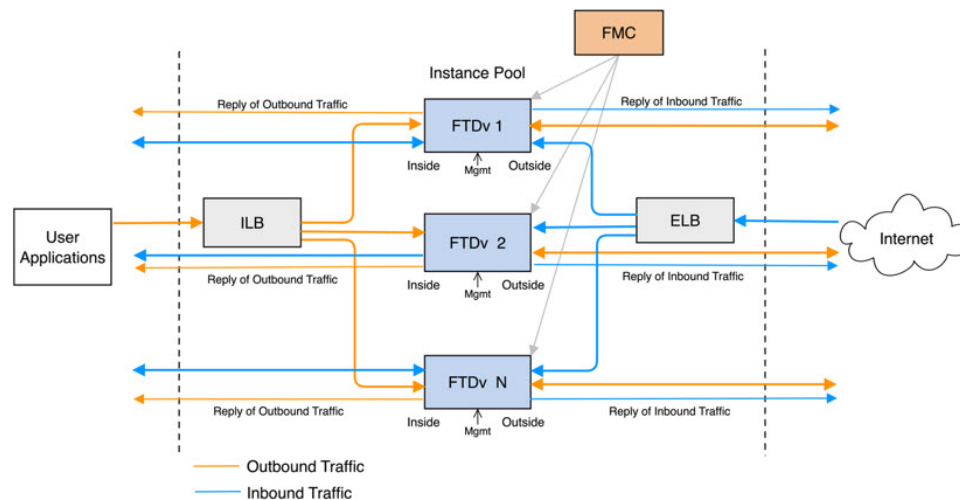 FMC
Instance Pool
Reply of Outbound Traffic
Reply of Inbound Traffic
FTDv 1
Inside
Mgmt
Outside
User
Applications
ILB
FTDv 2
ELB
Internet
Reply of Outbound Traffic
Inside
Mgmt
Outside
Reply of Inbound Traffic
FTDv N
Reply of Outbound Traffic
Inside
Mgmt
Outside
Reply of Inbound Traffic
Outbound Traffic
Inbound Traffic